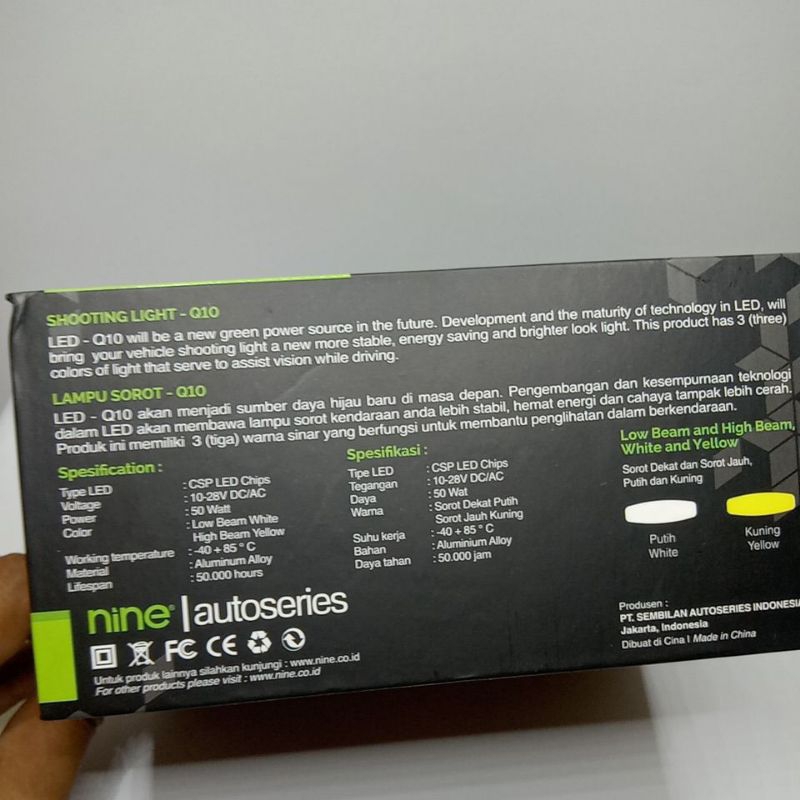 SHOOTING LIGHT - Q10
LED - Q10 will be a new green power source in the future. Development and the maturity of technology in LED, will
bring your vehicle shooting light a new more stable, energy saving and brighter look light. This product has 3 (three)
colors of light that serve to assist vision while driving.
LAMPU SOROT - Q10
LED - Q10 akan menjadi sumber daya hijau baru di masa depan. Pengembangan dan kesempurnaan teknologi
dalam LED akan membawa lampu sorot kendaraan anda lebih stabil, hemat energi dan cahaya tampak lebih cerah.
Produk ini memiliki 3 (tiga) warna sinar yang berfungsi untuk membantu penglihatan dalam berkendaraan.
Spesification :
Type LED : CSP LED Chips
Voltage : 10-28V DC/AC
Power : 50 Watt
Color : Low Beam White
High Beam Yellow
Working temperature : -40 + 85 ° C
Material : Aluminum Alloy
Lifespan : 50.000 hours
Spesifikasi :
Tipe LED : CSP LED Chips
Tegangan : 10-28V DC/AC
Daya : 50 Wat
Warna : Sorot Dekat Putih
Sorot Jauh Kuning
Suhu kerja : -40 + 85 ° C
Bahan : Aluminium Alloy
Daya tahan : 50.000 jam
Low Beam and High Beam,
White and Yellow
Sorot Dekat dan Sorot Jauh,
Putih dan Kuning
Putih
White
Kuning
Yellow
nine® | autoseries
FC CE
Untuk produk lainnya silahkan kunjungi : www.nine.co.id
For other products please visit : www.nine.co.id
Produsen :
PT. SEMBILAN AUTOSERIES INDONESIA
Jakarta, Indonesia
Dibuat di Cina | Made in China